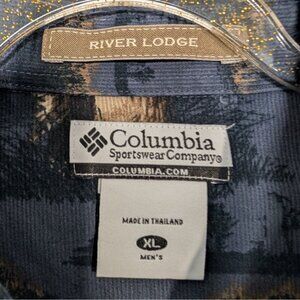 RIVER LODGE
Columbia
Sportswear Company®
COLUMBIA.COM
MADE IN THAILAND
XL
MEN'S